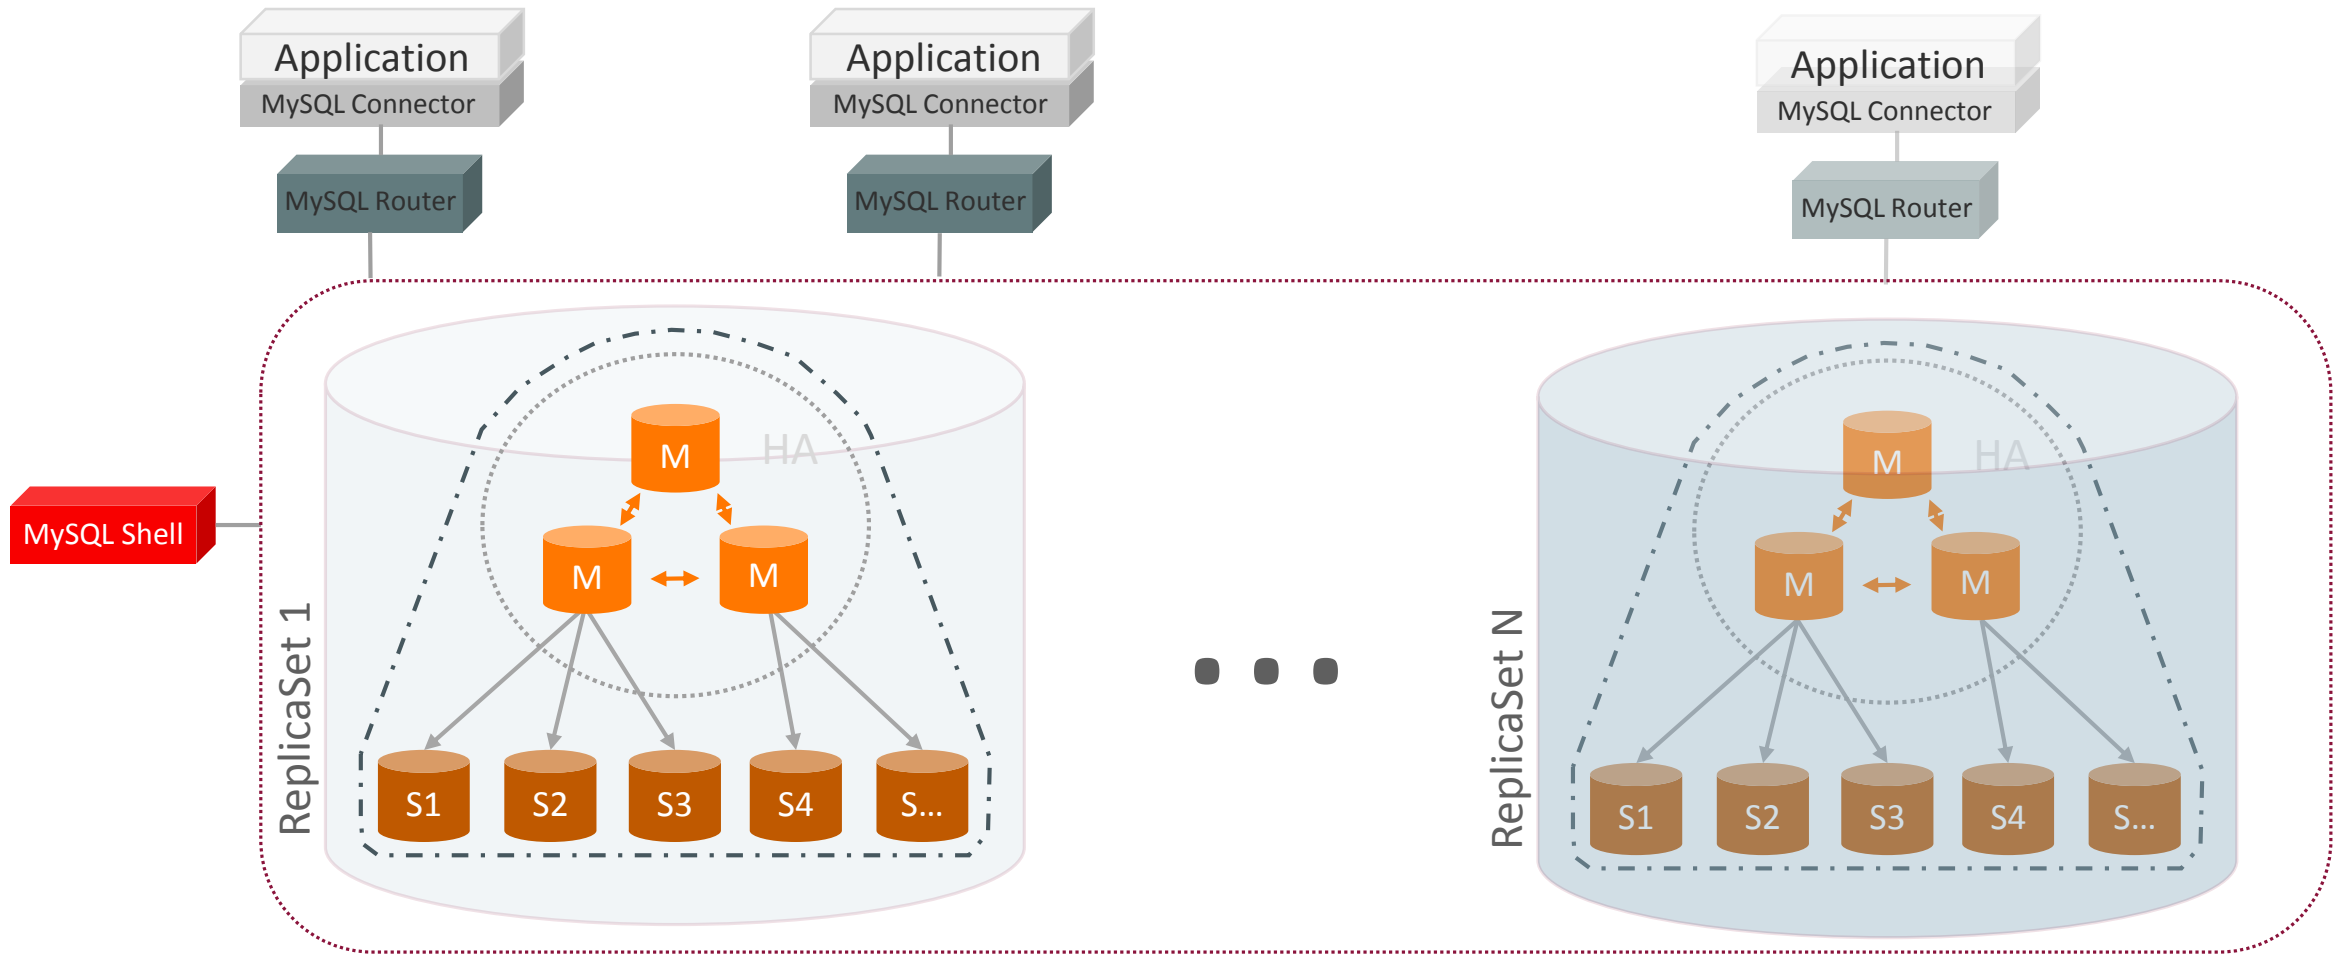 Application
MySQL Connector
MySQL Router
Application
MySQL Connector
MySQL Router
Application
MySQL Connector
MySQL Router
MySQL Shell
ReplicaSet 1
HA
M
M
M
S1
S2
S3
S4
S...
ReplicaSet N
HA
M
M
M
S1
S2
S3
S4
S...